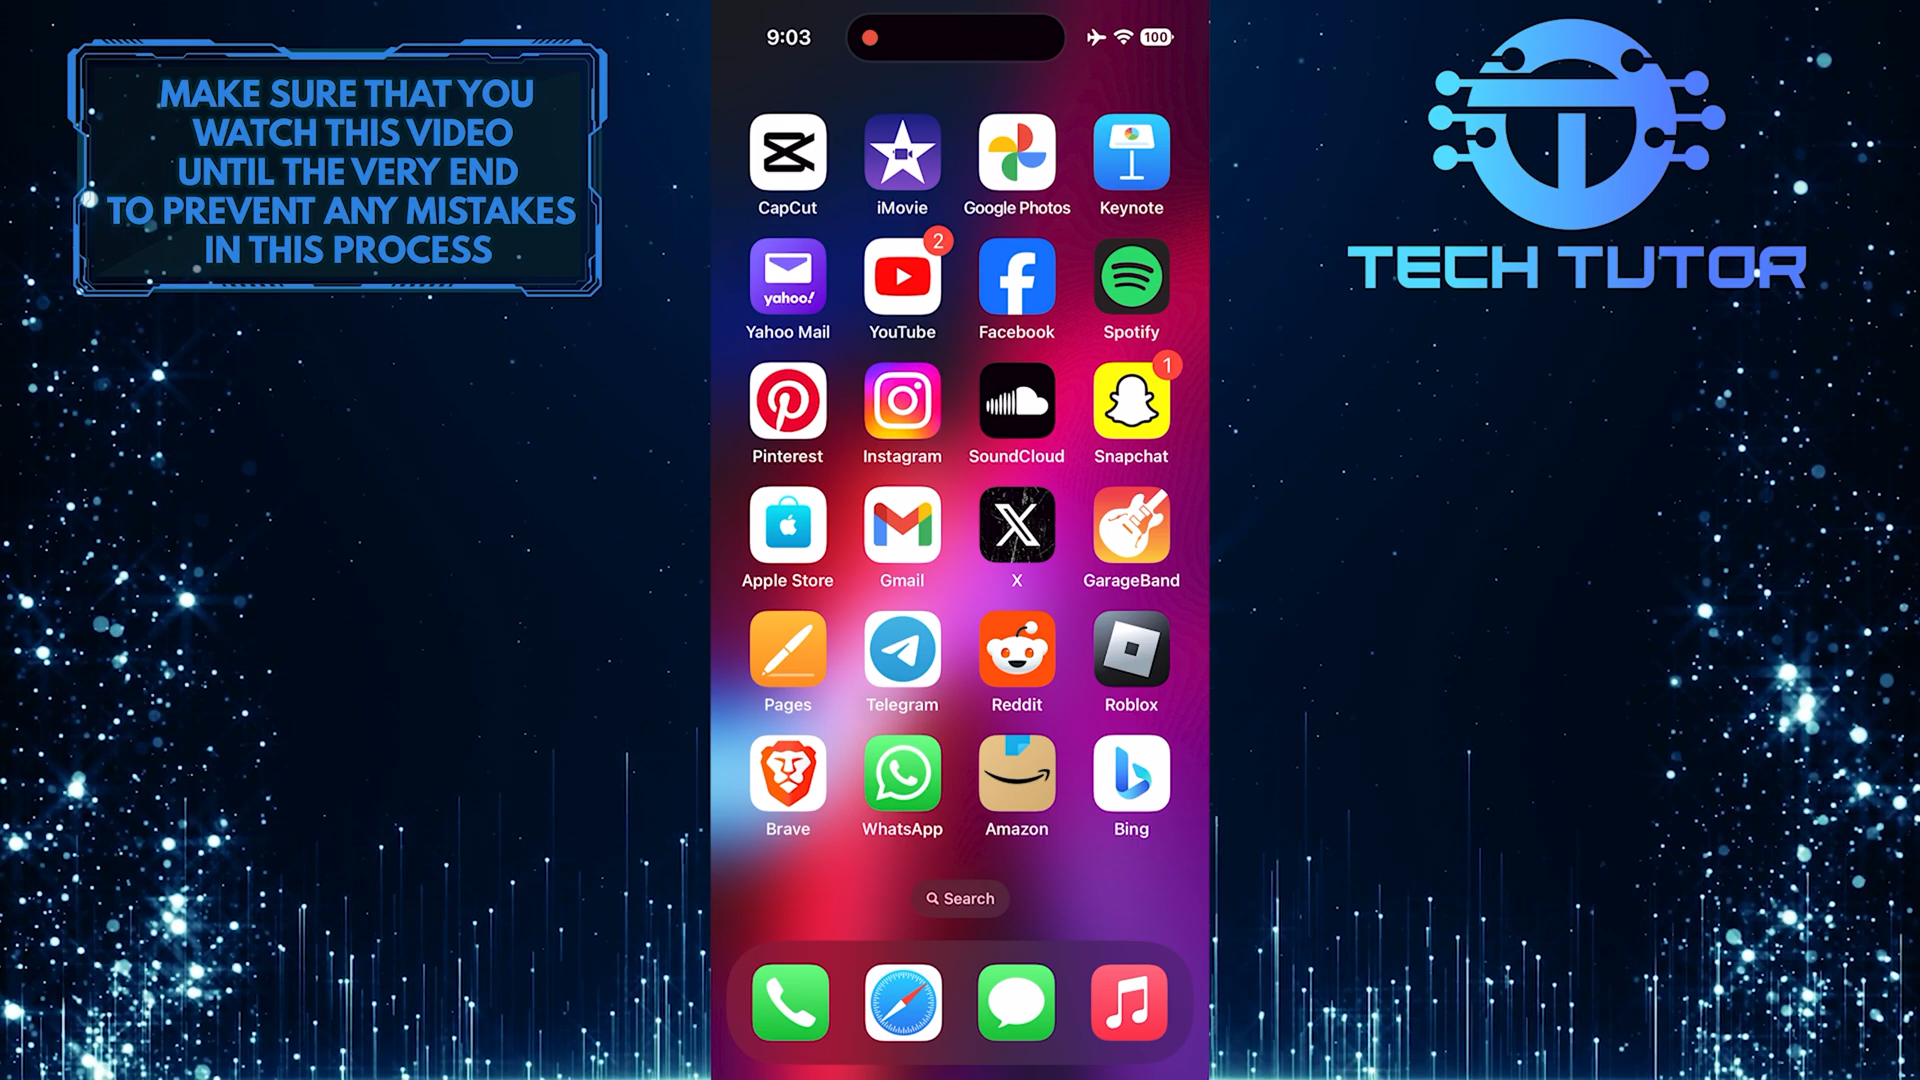 MAKE SURE THAT YOU
WATCH THIS VIDEO
UNTIL THE VERY END
TO PREVENT ANY MISTAKES
IN THIS PROCESS
9:03
100
CapCut
iMovie
Google Photos
Keynote
yahoo!
2
Yahoo Mail
YouTube
Facebook
Spotify
1
Pinterest
Instagram
SoundCloud
Snapchat
Apple Store
Gmail
X
GarageBand
Pages
Telegram
Reddit
Roblox
Brave
WhatsApp
Amazon
Bing
Search
TECH TUTOR